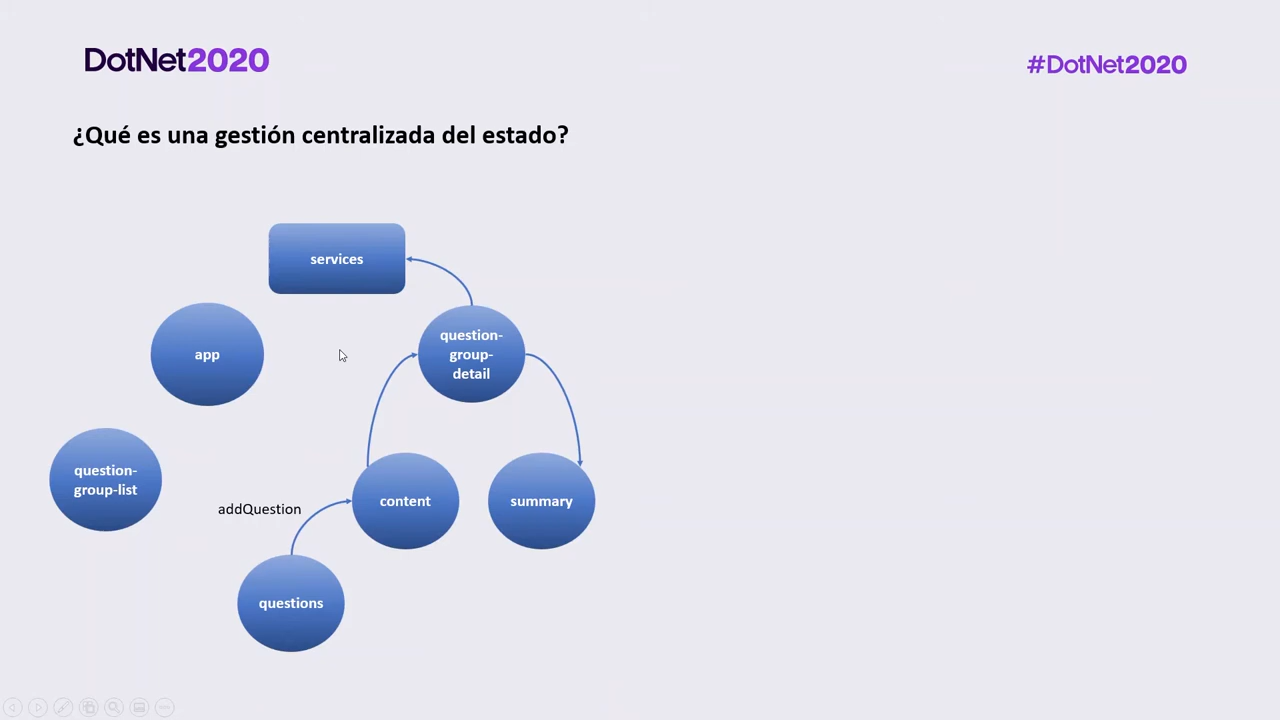 DotNet2020
#DotNet2020
¿Qué es una gestión centralizada del estado?
services
app
question-
group-
detail
question-
group-list
addQuestion
content
summary
questions